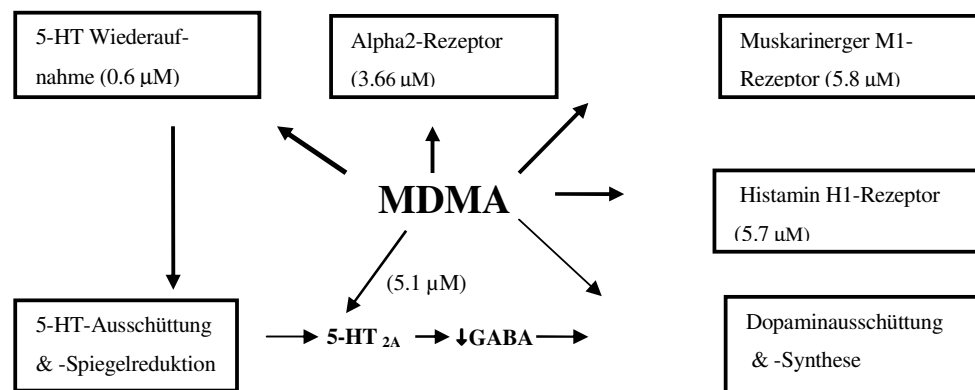 5-HT Wiederauf-
nahme (0.6 µM)
Alpha2-Rezeptor
(3.66 µM)
Muskarinerger M1-
Rezeptor (5.8 µM)
MDMA
Histamin H1-Rezeptor
(5.7 µM)
(5.1 µM)
5-HT-Ausschüttung
& -Spiegelreduktion
5-HT 2A
↓GABA
Dopaminausschüttung
& -Synthese